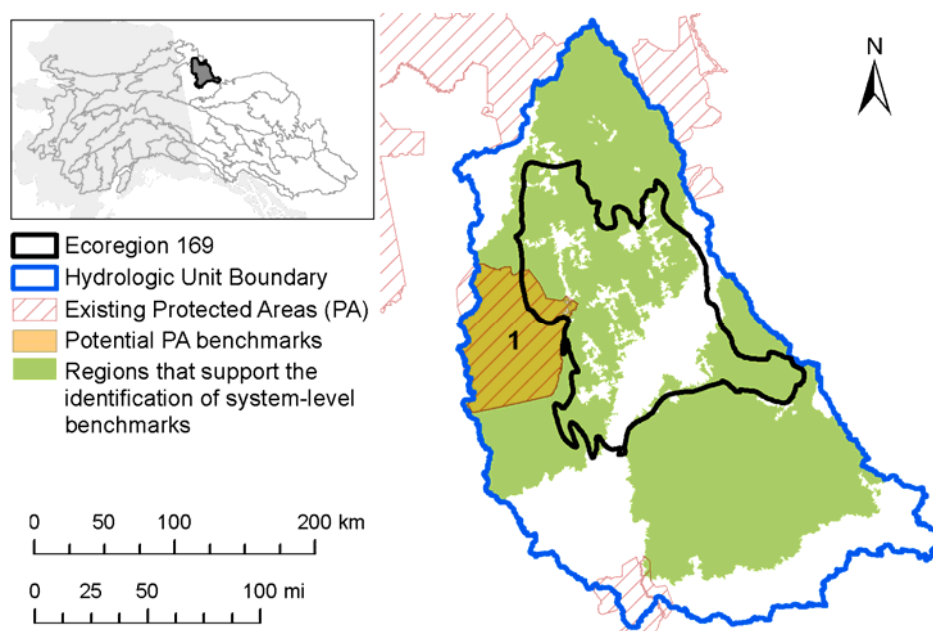 N
Ecoregion 169
Hydrologic Unit Boundary
Existing Protected Areas (PA)
Potential PA benchmarks
Regions that support the
identification of system-level
benchmarks
1
0 50 100 200 km
0 25 50 100 mi